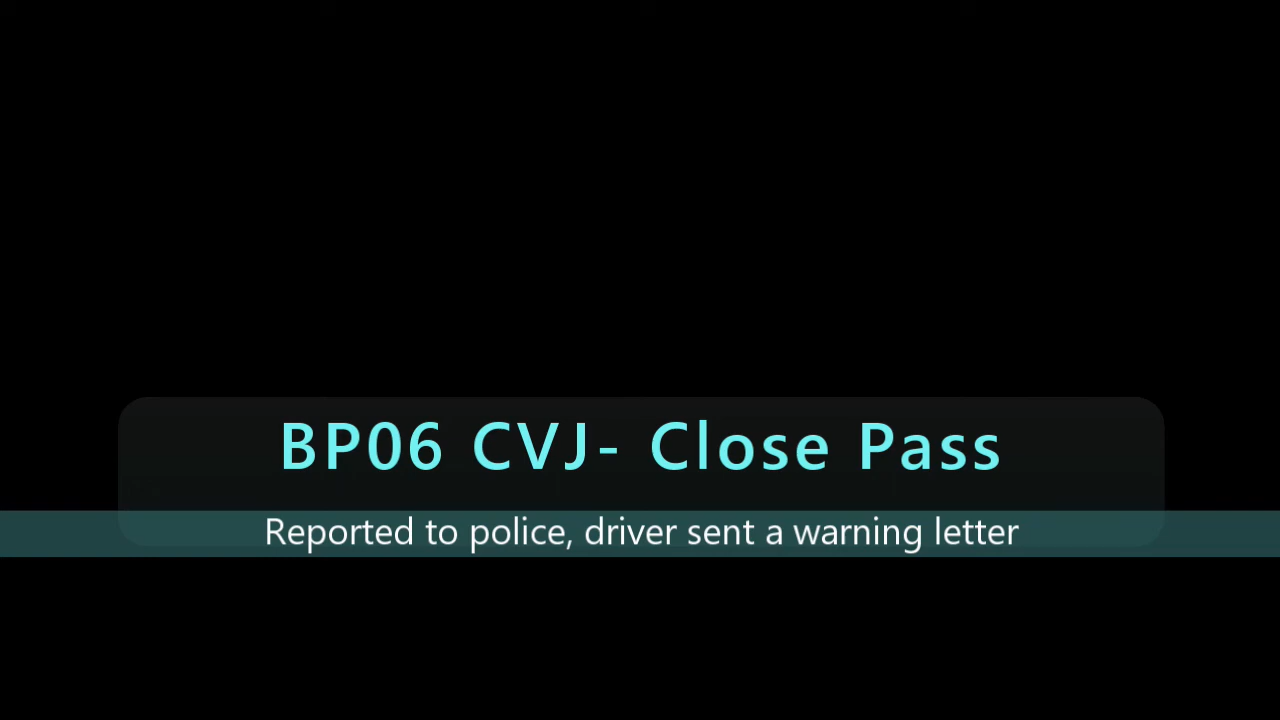 BP06 CVJ- Close Pass
Reported to police, driver sent a warning letter